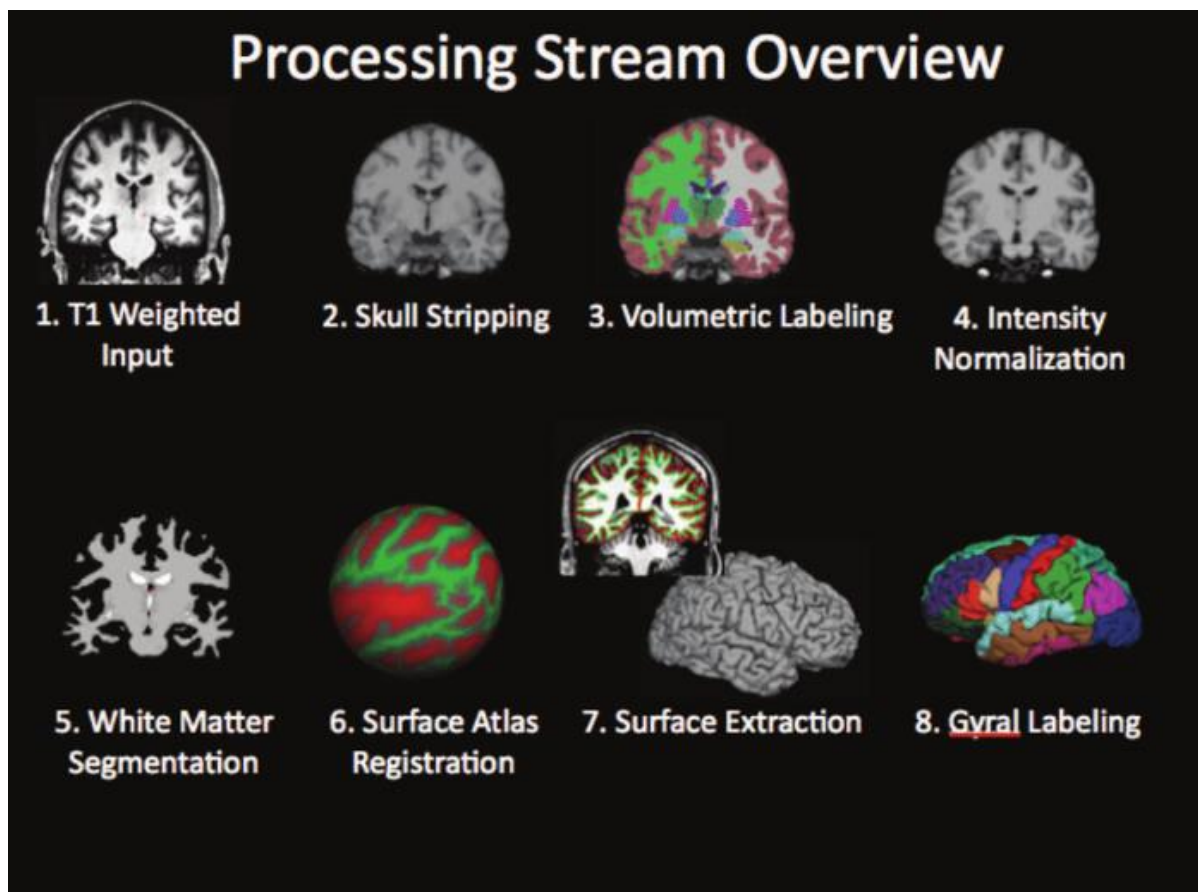 Processing Stream Overview
1. T1 Weighted
Input
2. Skull Stripping
3. Volumetric Labeling
4. Intensity
Normalization
5. White Matter
Segmentation
6. Surface Atlas
Registration
7. Surface Extraction
8. Gyral Labeling